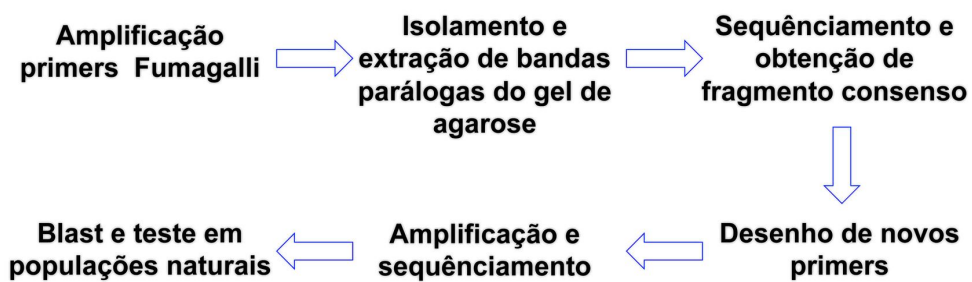 Amplificação
primers Fumagalli
Isolamento e
extração de bandas
parálogas do gel de
agarose
Sequênciamento e
obtenção de
fragmento consenso
Desenho de novos
primers
Amplificação e
sequênciamento
Blast e teste em
populações naturais